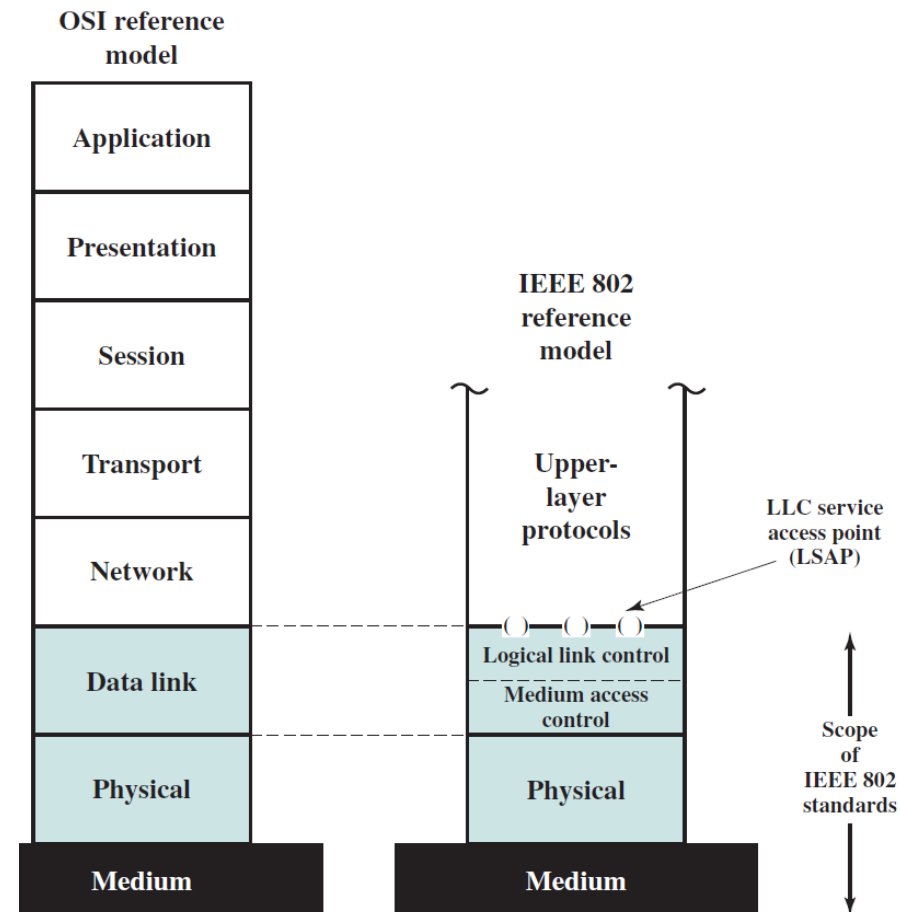 OSI reference
model
Application
Presentation
Session
Transport
Network
Data link
Physical
Medium
IEEE 802
reference
model
Upper-
layer
protocols
LLC service
access point
(LSAP)
( ) ( ) ( )
Logical link control
Medium access
control
Physical
Medium
Scope
of
IEEE 802
standards